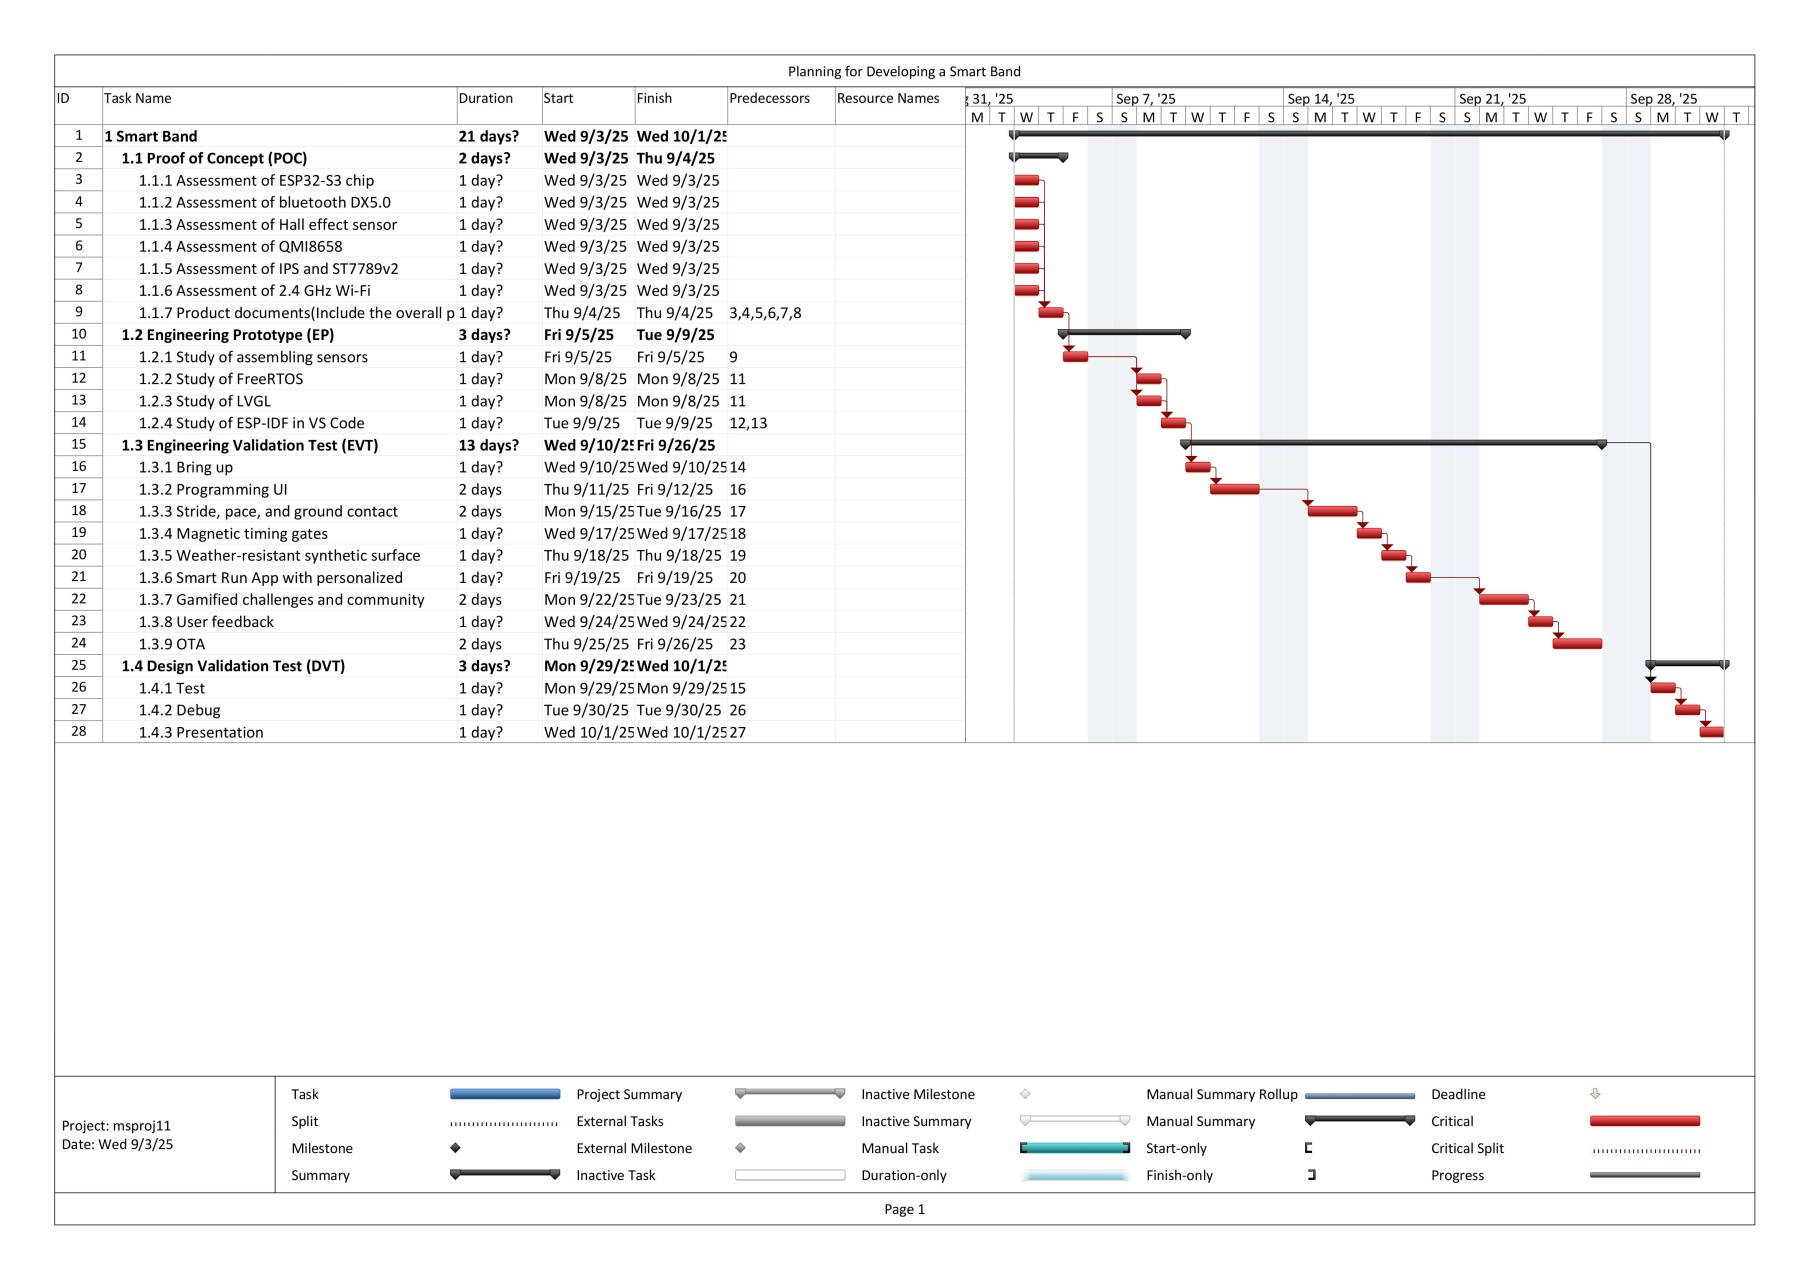 Planning for Developing a Smart Band
ID Task Name Duration Start Finish Predecessors Resource Names 31, '25 Sep 7, '25 Sep 14, '25 Sep 21, '25 Sep 28, '25
M T W T F S S M T W T F S S M T W T F S S M T W T F S S M T W T
1 1 Smart Band 21 days? Wed 9/3/25 Wed 10/1/25
2 1.1 Proof of Concept (POC) 2 days? Wed 9/3/25 Thu 9/4/25
3 1.1.1 Assessment of ESP32-S3 chip 1 day? Wed 9/3/25 Wed 9/3/25
4 1.1.2 Assessment of bluetooth DX5.0 1 day? Wed 9/3/25 Wed 9/3/25
5 1.1.3 Assessment of Hall effect sensor 1 day? Wed 9/3/25 Wed 9/3/25
6 1.1.4 Assessment of QMI8658 1 day? Wed 9/3/25 Wed 9/3/25
7 1.1.5 Assessment of IPS and ST7789v2 1 day? Wed 9/3/25 Wed 9/3/25
8 1.1.6 Assessment of 2.4 GHz Wi-Fi 1 day? Wed 9/3/25 Wed 9/3/25
9 1.1.7 Product documents(Include the overall p 1 day? Thu 9/4/25 Thu 9/4/25 3,4,5,6,7,8
10 1.2 Engineering Prototype (EP) 3 days? Fri 9/5/25 Tue 9/9/25
11 1.2.1 Study of assembling sensors 1 day? Fri 9/5/25 Fri 9/5/25 9
12 1.2.2 Study of FreeRTOS 1 day? Mon 9/8/25 Mon 9/8/25 11
13 1.2.3 Study of LVGL 1 day? Mon 9/8/25 Mon 9/8/25 11
14 1.2.4 Study of ESP-IDF in VS Code 1 day? Tue 9/9/25 Tue 9/9/25 12,13
15 1.3 Engineering Validation Test (EVT) 13 days? Wed 9/10/25 Fri 9/26/25
16 1.3.1 Bring up 1 day? Wed 9/10/25 Wed 9/10/25 14
17 1.3.2 Programming UI 2 days Thu 9/11/25 Fri 9/12/25 16
18 1.3.3 Stride, pace, and ground contact 2 days Mon 9/15/25 Tue 9/16/25 17
19 1.3.4 Magnetic timing gates 1 day? Wed 9/17/25 Wed 9/17/25 18
20 1.3.5 Weather-resistant synthetic surface 1 day? Thu 9/18/25 Thu 9/18/25 19
21 1.3.6 Smart Run App with personalized 1 day? Fri 9/19/25 Fri 9/19/25 20
22 1.3.7 Gamified challenges and community 2 days Mon 9/22/25 Tue 9/23/25 21
23 1.3.8 User feedback 1 day? Wed 9/24/25 Wed 9/24/25 22
24 1.3.9 OTA 2 days Thu 9/25/25 Fri 9/26/25 23
25 1.4 Design Validation Test (DVT) 3 days? Mon 9/29/25 Wed 10/1/25
26 1.4.1 Test 1 day? Mon 9/29/25 Mon 9/29/25 15
27 1.4.2 Debug 1 day? Tue 9/30/25 Tue 9/30/25 26
28 1.4.3 Presentation 1 day? Wed 10/1/25 Wed 10/1/25 27
Project: msproj11
Date: Wed 9/3/25
Task Project Summary Inactive Milestone Manual Summary Rollup Deadline
Split External Tasks Inactive Summary Manual Summary Critical
Milestone External Milestone Manual Task Start-only Critical Split
Summary Inactive Task Duration-only Finish-only Progress
Page 1